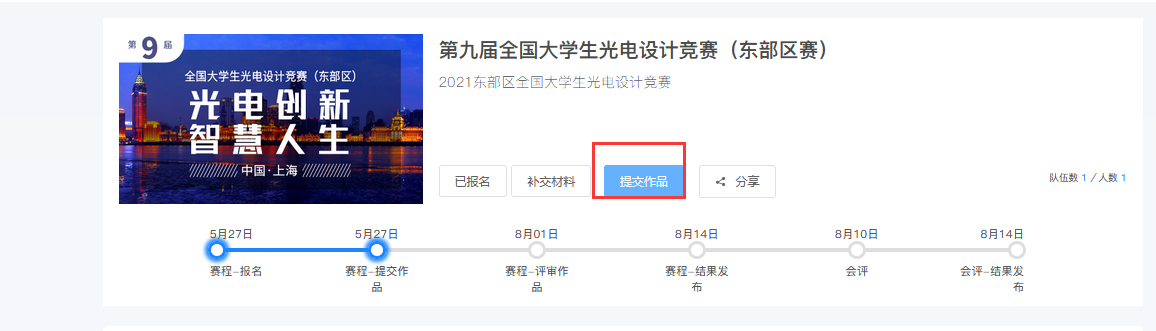 第9届
全国大学生光电设计竞赛（东部区）
光电创新
智慧人生
中国·上海
第九届全国大学生光电设计竞赛（东部区赛）
2021东部区全国大学生光电设计竞赛
已报名
补交材料
提交作品
分享
队伍数 1 / 人数 1
5月27日
5月27日
8月01日
8月14日
8月10日
8月14日
赛程-报名
赛程-提交作
品
赛程-评审作
品
赛程-结果发
布
会评
会评-结果发
布